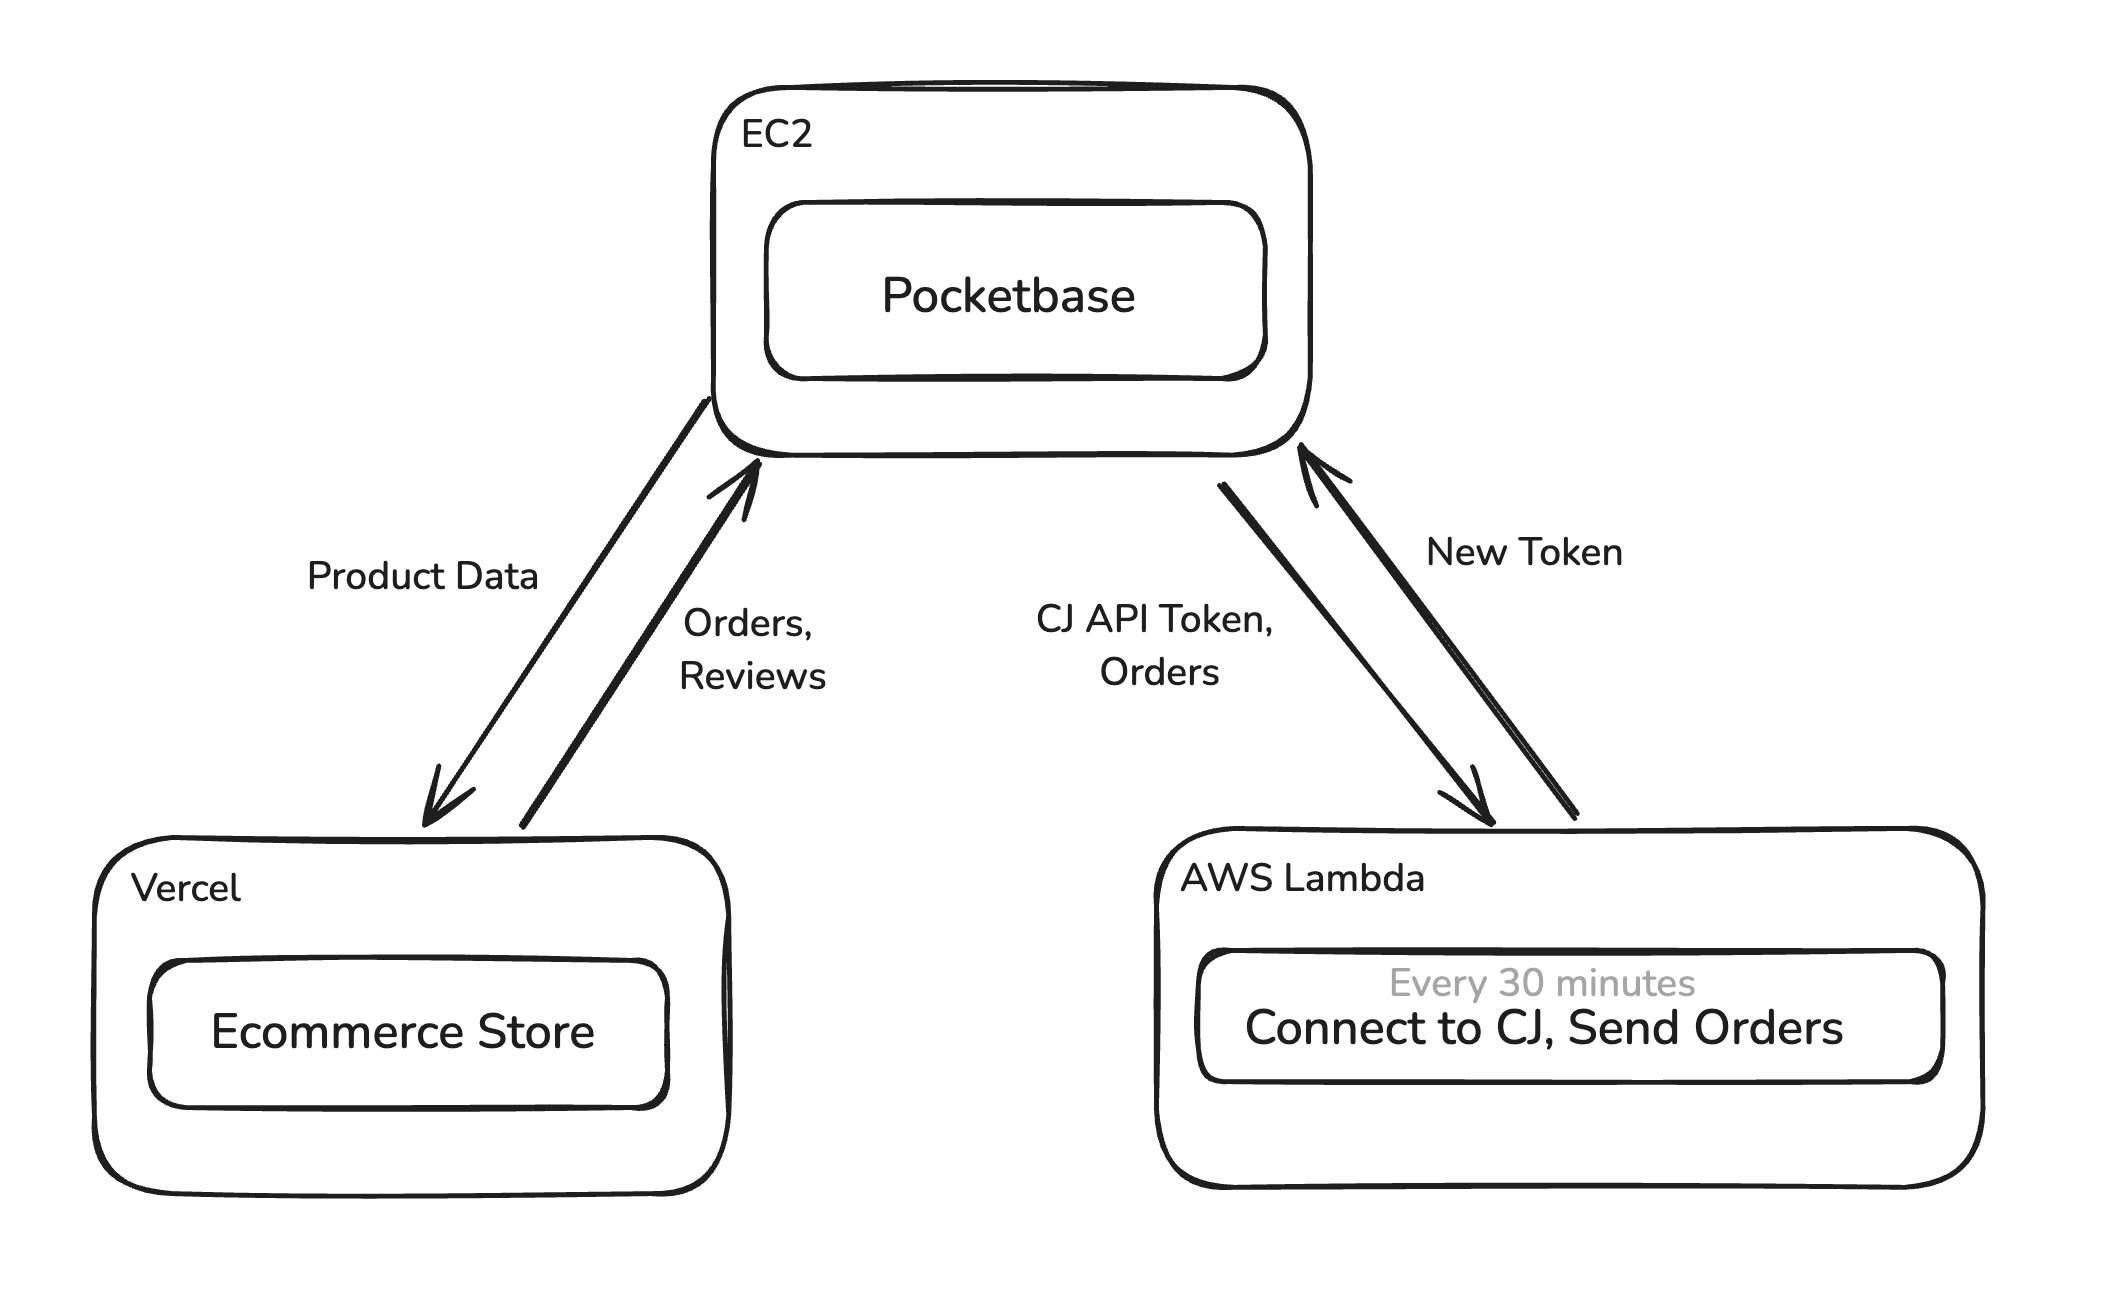 EC2
Pocketbase
Product Data
Orders,
Reviews
CJ API Token,
Orders
New Token
Vercel
Ecommerce Store
AWS Lambda
Every 30 minutes
Connect to CJ, Send Orders